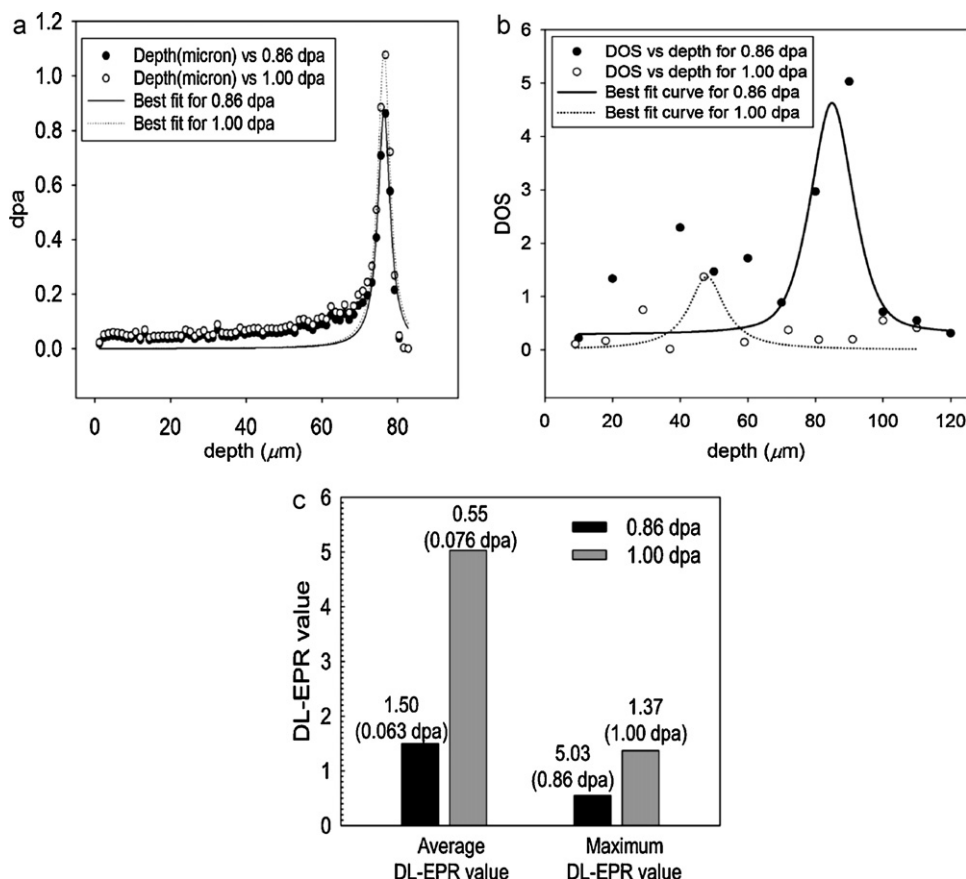 a
1.2
1.0
0.8
0.6
0.4
0.2
0.0
dpa
Depth(micron) vs 0.86 dpa
Depth(micron) vs 1.00 dpa
Best fit for 0.86 dpa
Best fit for 1.00 dpa
0 20 40 60 80
depth (μm)
b
6
5
4
3
2
1
0
DOS
DOS vs depth for 0.86 dpa
DOS vs depth for 1.00 dpa
Best fit curve for 0.86 dpa
Best fit curve for 1.00 dpa
0 20 40 60 80 100 120
depth (μm)
c
6
5
4
3
2
1
0
DL-EPR value
0.86 dpa
1.00 dpa
0.55
(0.076 dpa)
1.50
(0.063 dpa)
5.03
(0.86 dpa)
1.37
(1.00 dpa)
Average
DL-EPR value
Maximum
DL-EPR value